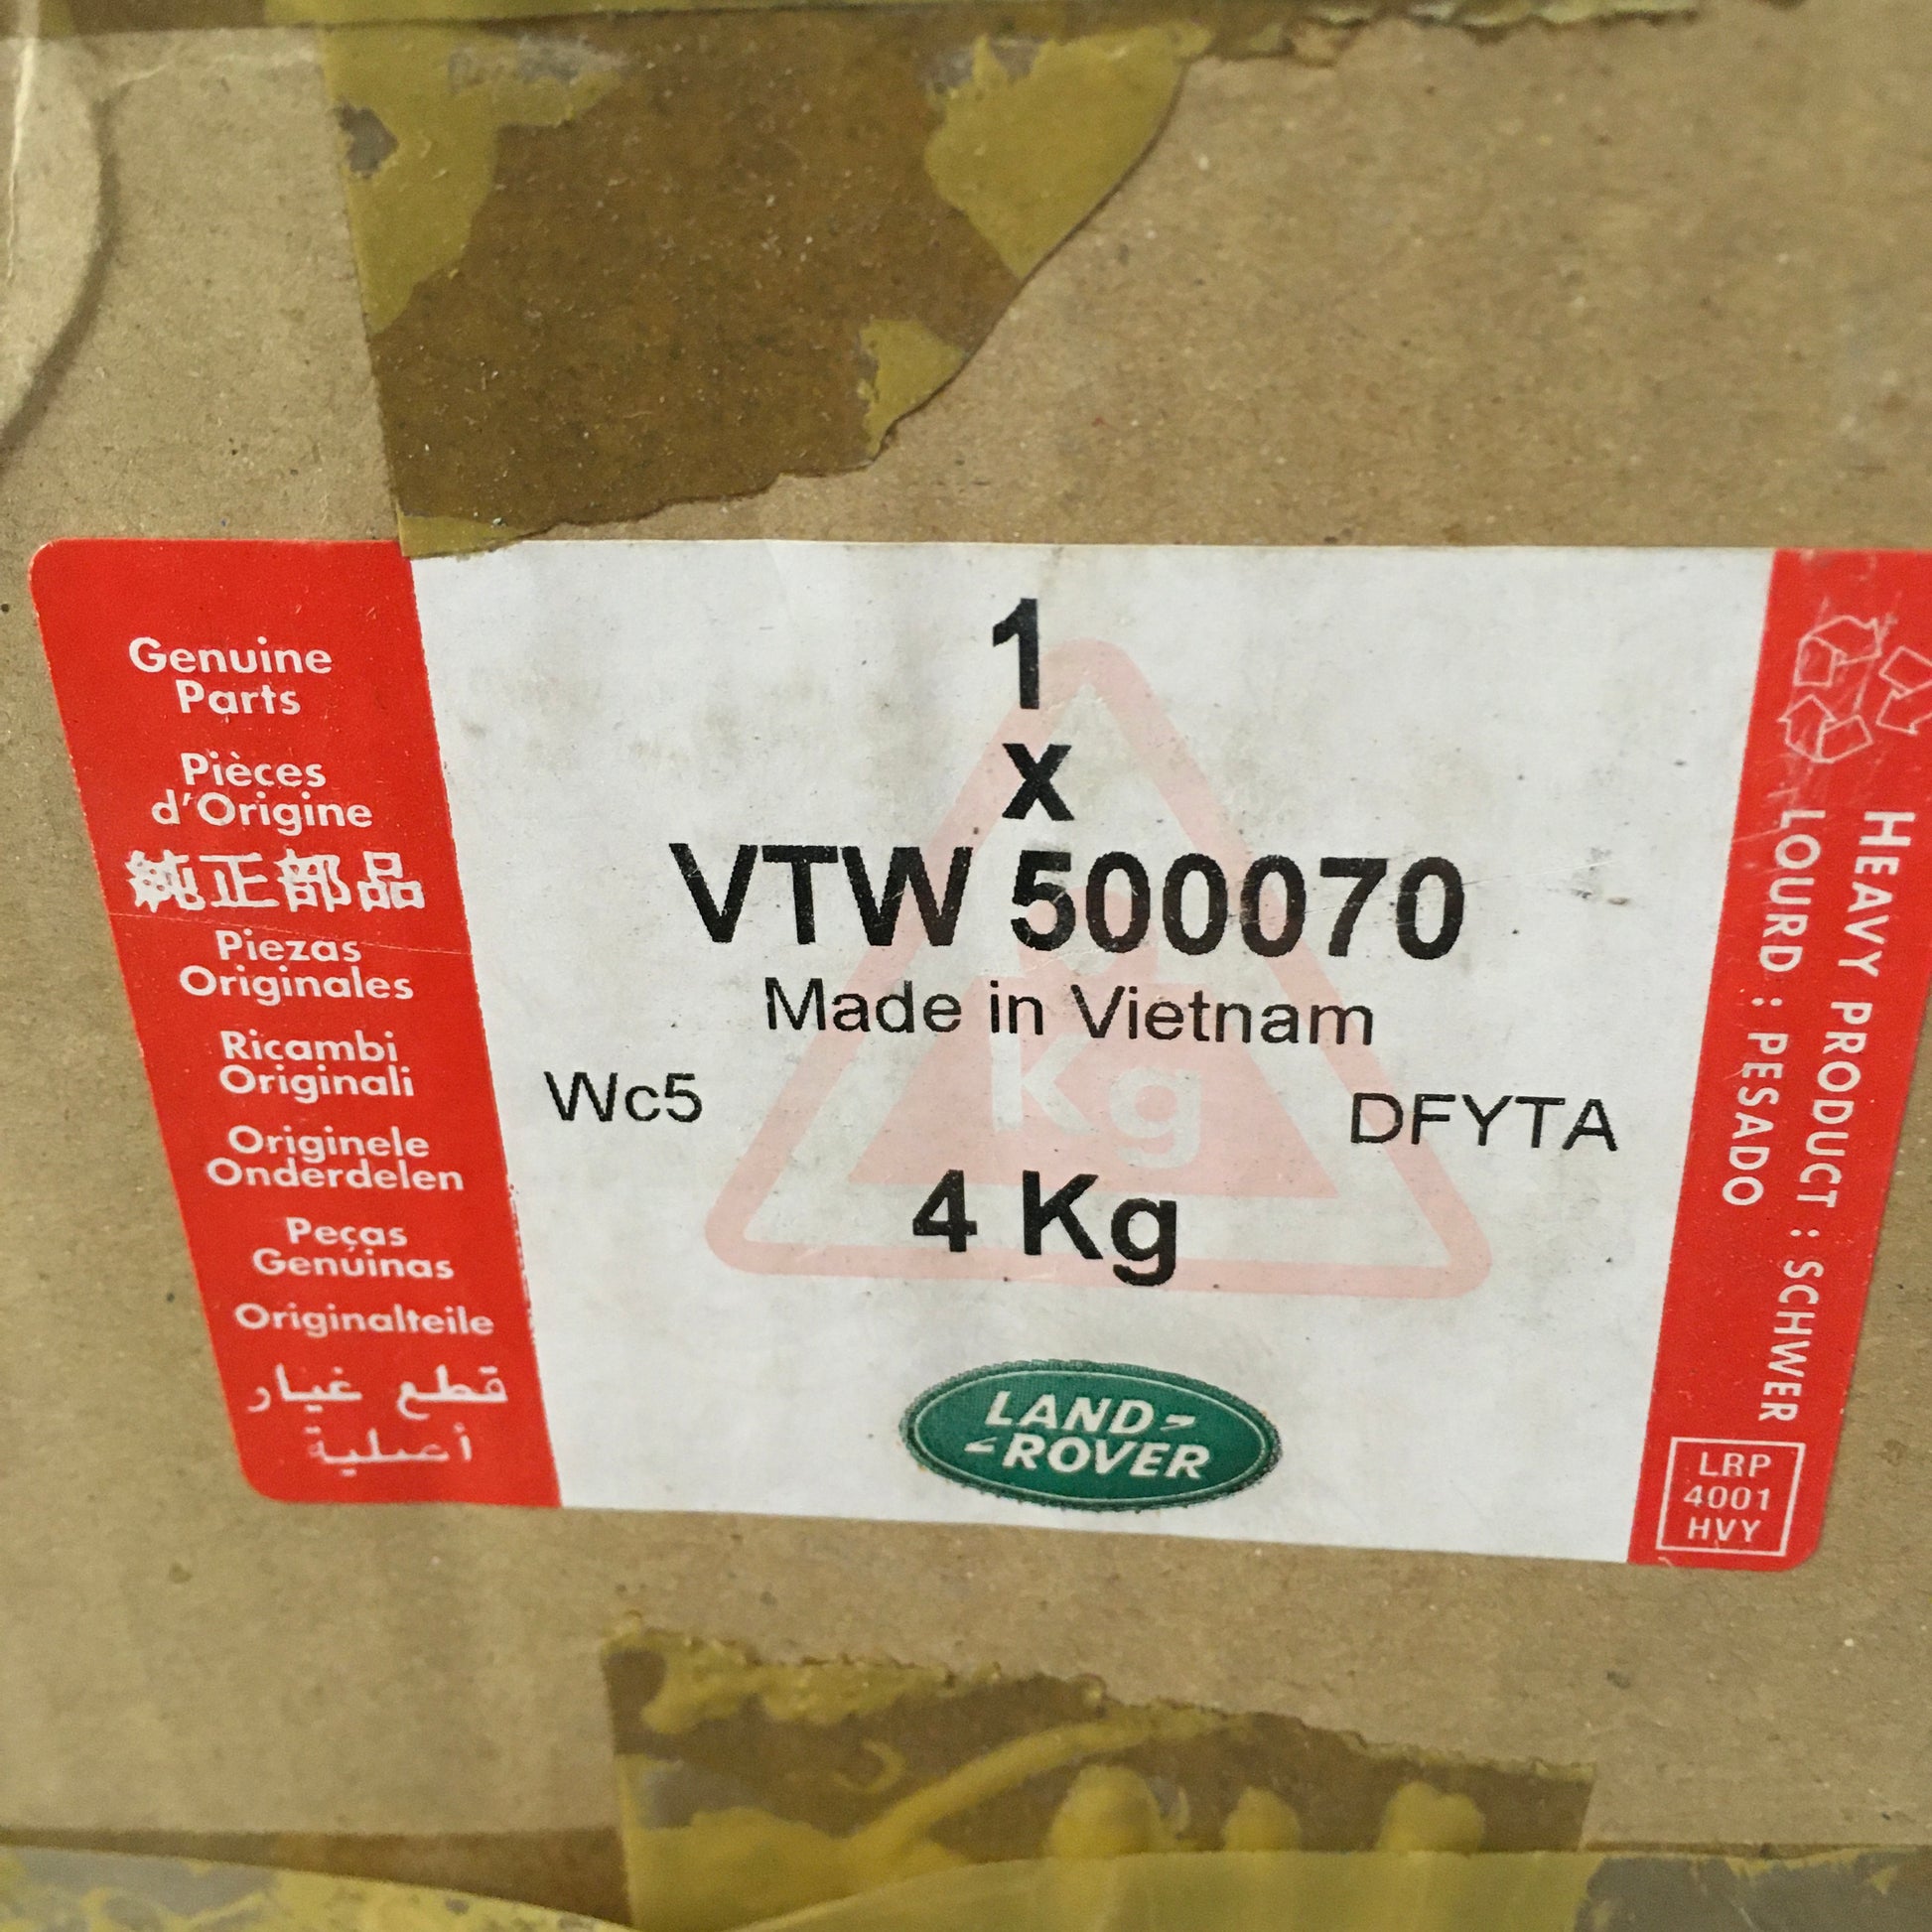 Genuine
Parts
Pièces
d'Origine
純正部品
Piezas
Originales
Ricambi
Originali
Originele
Onderdelen
Peças
Genuinas
Originalteile
قطع غيار
أصلية
1
x
VTW 500070
Made in Vietnam
Wc5
DFYTA
Kg
4 Kg
LAND
ROVER
HEAVY PRODUCT : SCHWER
LOURD : PESADO
LRP
4001
HVY